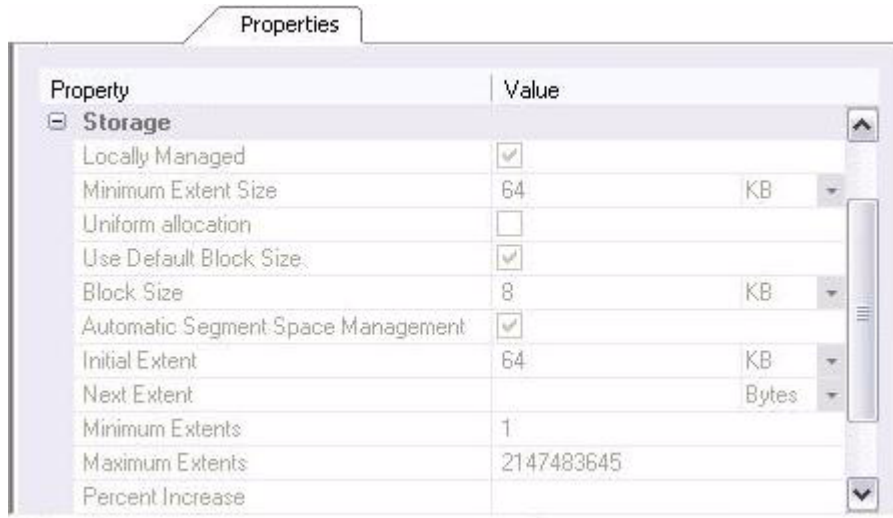 Properties
Property Value
Storage
Locally Managed
Minimum Extent Size 64 KB
Uniform allocation
Use Default Block Size
Block Size 8 KB
Automatic Segment Space Management
Initial Extent 64 KB
Next Extent Bytes
Minimum Extents 1
Maximum Extents 2147483645
Percent Increase